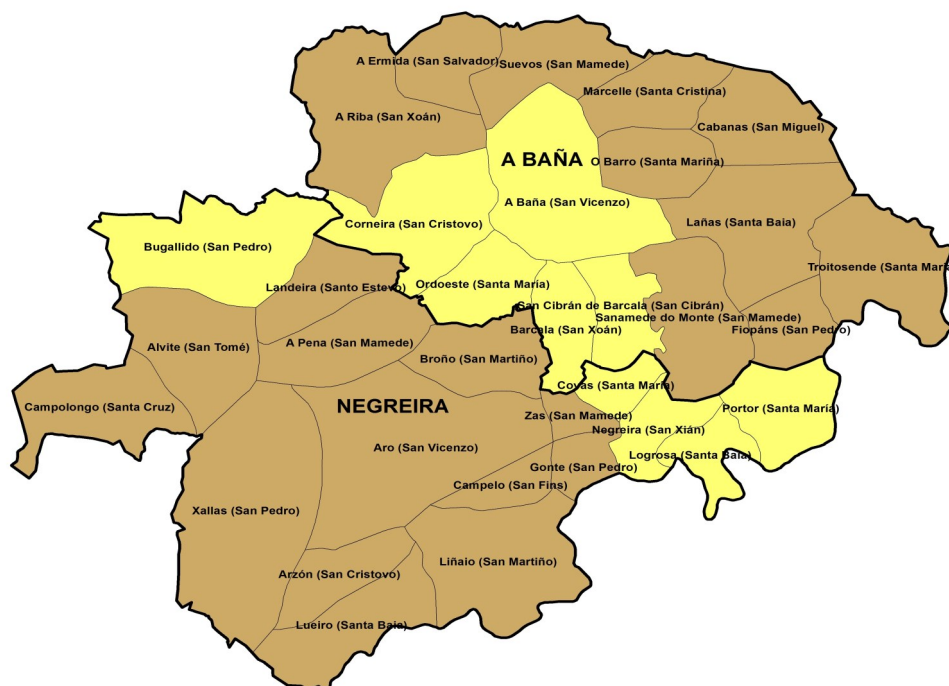 A Ermida (San Salvador)
Suevos (San Mamede)
Marcelle (Santa Cristina)
A Riba (San Xoán)
Cabanas (San Miguel)
A BAÑA
O Barro (Santa Mariña)
A Baña (San Vicenzo)
Corneira (San Cristovo)
Lañas (Santa Baia)
Bugallido (San Pedro)
Troitosende (Santa María)
Landeira (Santo Estevo)
Ordoeste (Santa María)
San Cibrán de Barcala (San Cibrán)
Sanamede do Monte (San Mamede)
Barcala (San Xoán)
Fiopáns (San Pedro)
A Pena (San Mamede)
Alvite (San Tomé)
Broño (San Martiño)
Covas (Santa María)
Campolongo (Santa Cruz)
NEGREIRA
Portor (Santa María)
Zas (San Mamede)
Negreira (San Xián)
Aro (San Vicenzo)
Logrosa (Santa Baia)
Gonte (San Pedro)
Campelo (San Fins)
Xallas (San Pedro)
Liñaio (San Martiño)
Arzón (San Cristovo)
Lueiro (Santa Baia)